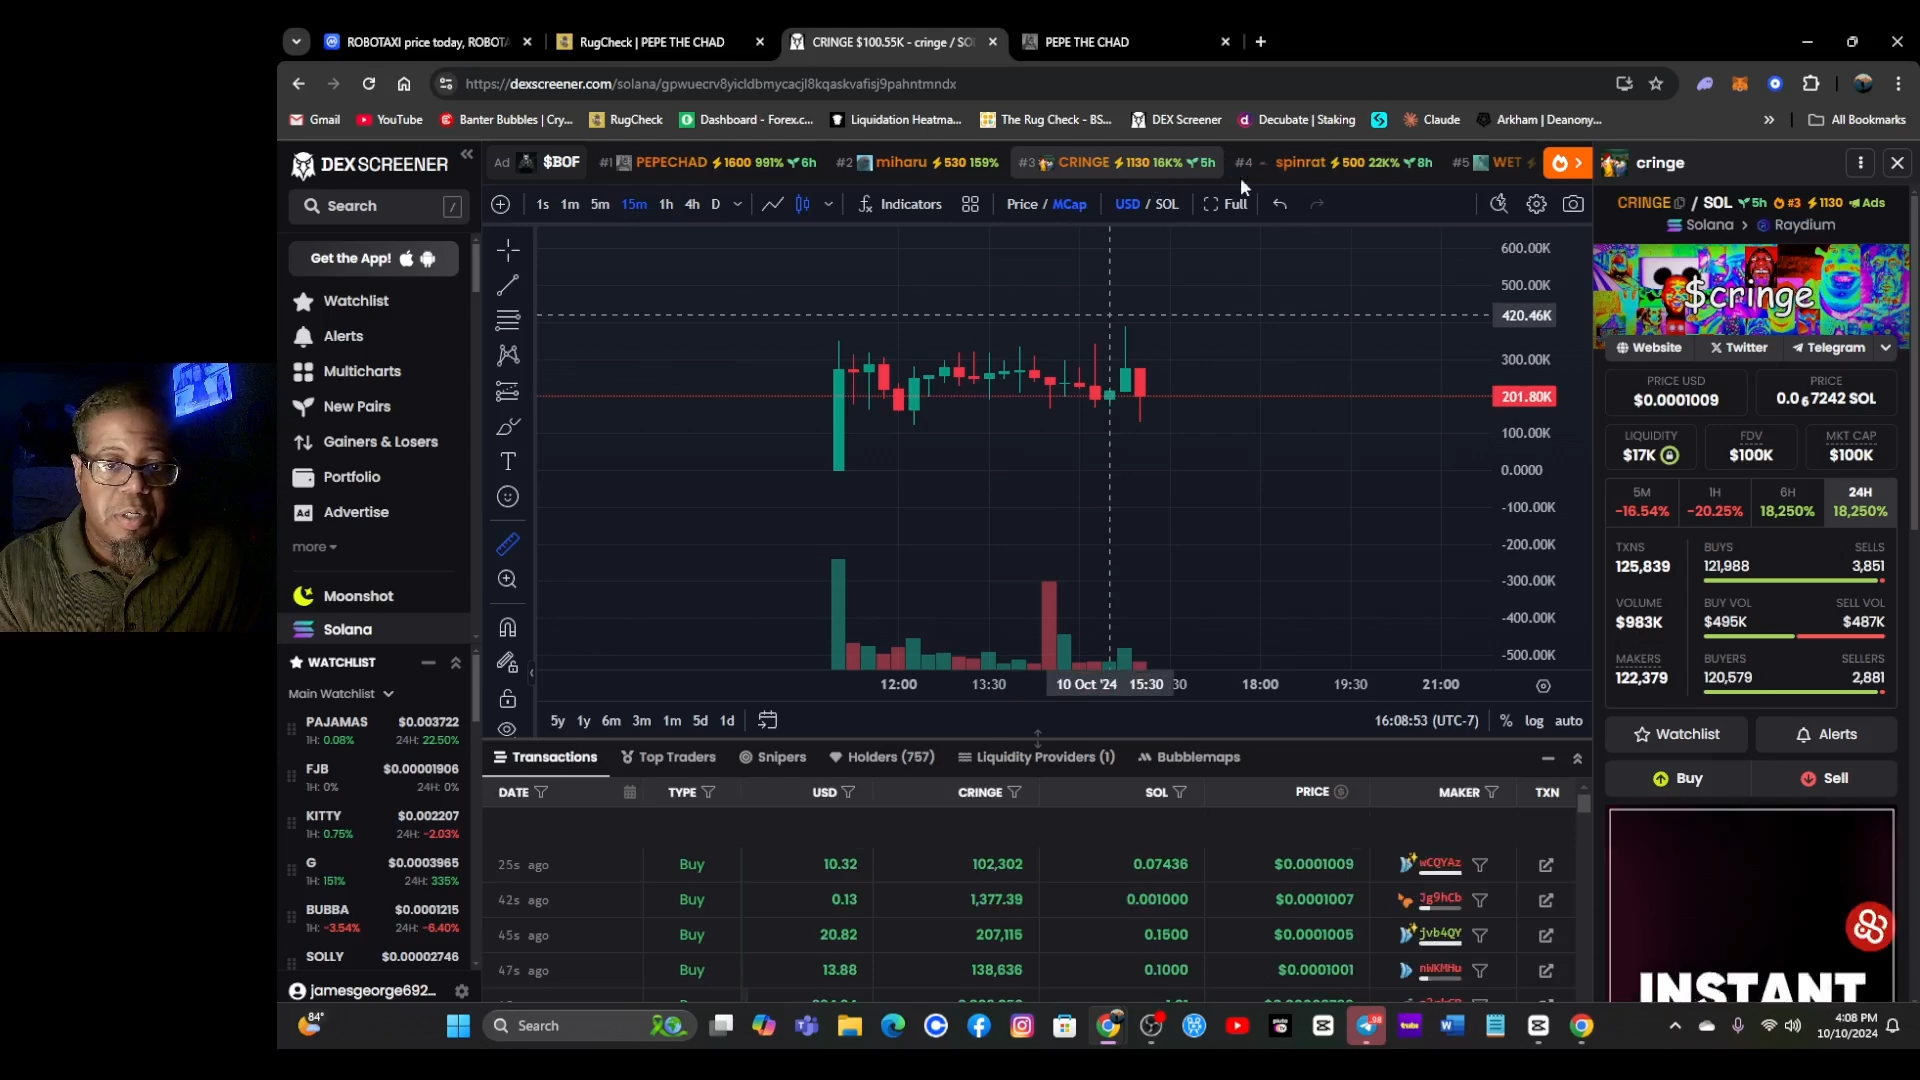 ROBOTAXI price today, ROBOT
RugCheck | PEPE THE CHAD
CRINGE $100.55K - cringe / SO
PEPE THE CHAD
https://dexscreener.com/solana/gpwuecrv8yicldbmycacjl8kqaskvafisj9pahntmndx
Gmail
YouTube
Banter Bubbles | Cry...
RugCheck
Dashboard - Forex.c...
Liquidation Heatma...
The Rug Check - BS...
DEX Screener
Decubate | Staking
Claude
Arkham | Deanony...
All Bookmarks
DEXSCREENER
Ad $BOF
#1 PEPECHAD 1600 991% 6h
#2 miharu 530 159%
#3 CRINGE 1130 16K% 5h
#4 spinrat 500 22K% 8h
#5 WET
cringe
Search /
1s 1m 5m 15m 1h 4h D
Indicators
Price / MCap
USD / SOL
Full
CRINGE / SOL 5h #3 1130 Ads
Solana > Raydium
Get the App!
Watchlist
Alerts
Multicharts
New Pairs
Gainers & Losers
Portfolio
Ad Advertise
more
Moonshot
Solana
WATCHLIST
Main Watchlist
PAJAMAS $0.003722
1H: 0.08% 24H: 22.50%
FJB $0.00001906
1H: 0% 24H: 0%
KITTY $0.002207
1H: 0.75% 24H: -2.03%
G $0.0003965
1H: 151% 24H: 335%
BUBBA $0.0001215
1H: -3.54% 24H: -6.40%
SOLLY $0.00002746
jamesgeorge692...
600.00K
500.00K
420.46K
300.00K
201.80K
100.00K
0.0000
-100.00K
-200.00K
-300.00K
-400.00K
-500.00K
12:00 13:30 10 Oct '24 15:30 30 18:00 19:30 21:00
5y 1y 6m 3m 1m 5d 1d
16:08:53 (UTC-7) % log auto
$cringe
Website Twitter Telegram
PRICE USD
$0.0001009
PRICE
0.0₆7242 SOL
LIQUIDITY
$17K
FDV
$100K
MKT CAP
$100K
5M 1H 6H 24H
-16.54% -20.25% 18,250% 18,250%
TXNS
125,839
BUYS SELLS
121,988 3,851
VOLUME
$983K
BUY VOL SELL VOL
$495K $487K
MAKERS
122,379
BUYERS SELLERS
120,579 2,881
Watchlist Alerts
Buy Sell
INSTANT
Transactions Top Traders Snipers Holders (757) Liquidity Providers (1) Bubblemaps
DATE TYPE USD CRINGE SOL PRICE MAKER TXN
25s ago Buy 10.32 102,302 0.07436 $0.0001009 wCQYAz
42s ago Buy 0.13 1,377.39 0.001000 $0.0001007 Jg9hCb
45s ago Buy 20.82 207,115 0.1500 $0.0001005 jvb4QY
47s ago Buy 13.88 138,636 0.1000 $0.0001001 nWKMHu
84°
Search
98
4:08 PM
10/10/2024